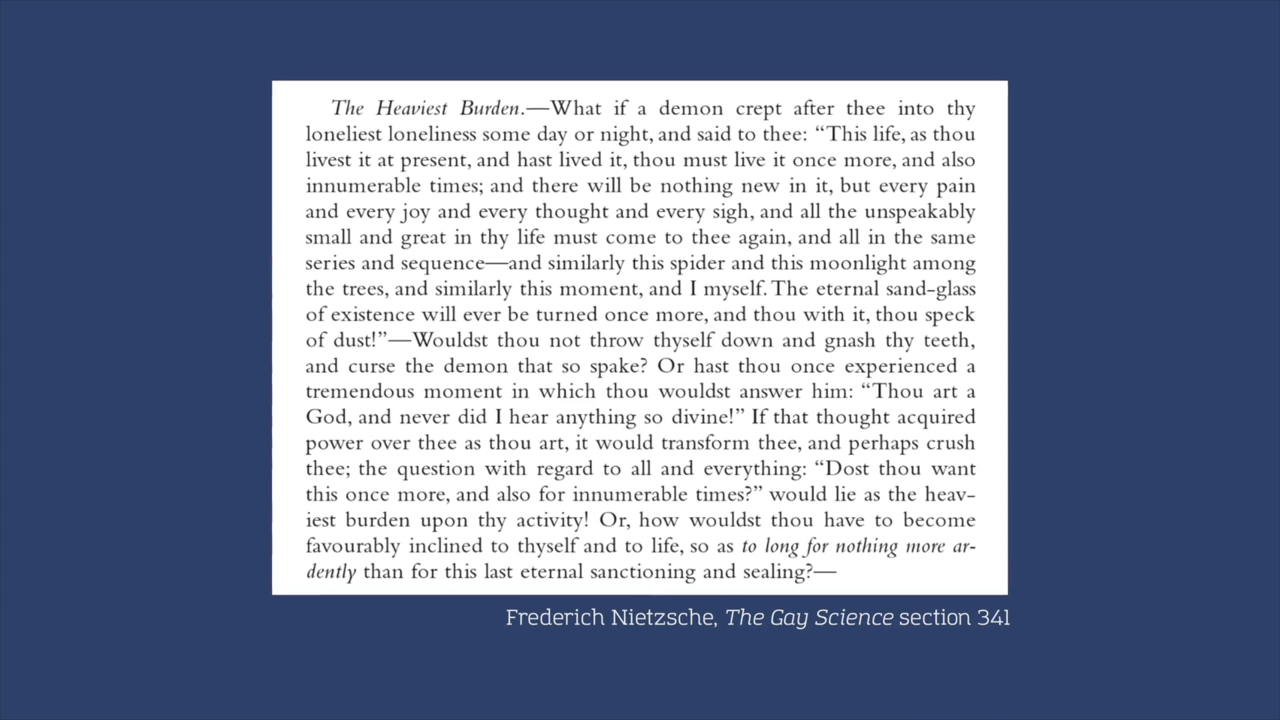 The Heaviest Burden.—What if a demon crept after thee into thy
loneliest loneliness some day or night, and said to thee: “This life, as thou
livest it at present, and hast lived it, thou must live it once more, and also
innumerable times; and there will be nothing new in it, but every pain
and every joy and every thought and every sigh, and all the unspeakably
small and great in thy life must come to thee again, and all in the same
series and sequence—and similarly this spider and this moonlight among
the trees, and similarly this moment, and I myself. The eternal sand-glass
of existence will ever be turned once more, and thou with it, thou speck
of dust!”—Wouldst thou not throw thyself down and gnash thy teeth,
and curse the demon that so spake? Or hast thou once experienced a
tremendous moment in which thou wouldst answer him: “Thou art a
God, and never did I hear anything so divine!” If that thought acquired
power over thee as thou art, it would transform thee, and perhaps crush
thee; the question with regard to all and everything: “Dost thou want
this once more, and also for innumerable times?” would lie as the heav-
iest burden upon thy activity! Or, how wouldst thou have to become
favourably inclined to thyself and to life, so as to long for nothing more ar-
dently than for this last eternal sanctioning and sealing?—
Frederich Nietzsche, The Gay Science section 341